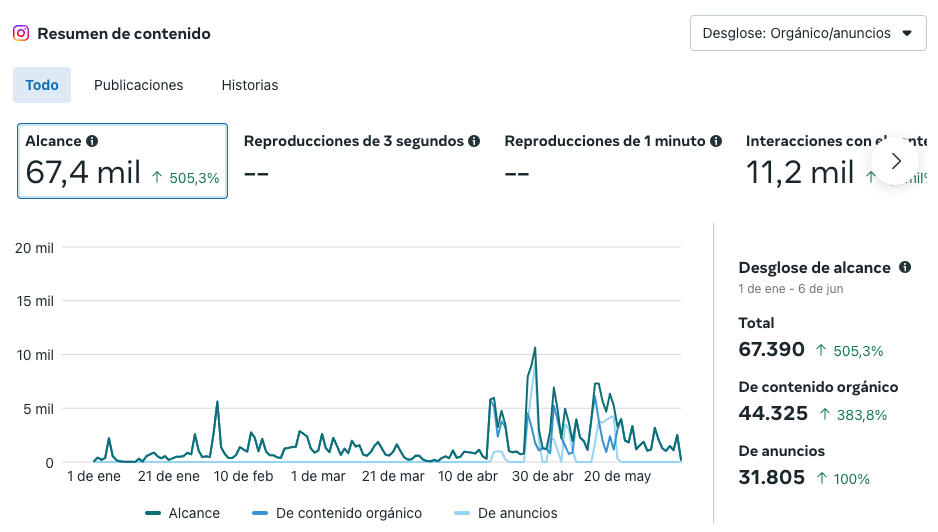 Resumen de contenido
Desglose: Orgánico/anuncios
Todo Publicaciones Historias
Alcance Reproducciones de 3 segundos Reproducciones de 1 minuto Interacciones con el
67,4 mil ↑ 505,3% -- -- 11,2 mil ↑
20 mil
15 mil
10 mil
5 mil
0
1 de ene 21 de ene 10 de feb 1 de mar 21 de mar 10 de abr 30 de abr 20 de may
Alcance De contenido orgánico De anuncios
Desglose de alcance
1 de ene - 6 de jun
Total
67.390 ↑ 505,3%
De contenido orgánico
44.325 ↑ 383,8%
De anuncios
31.805 ↑ 100%